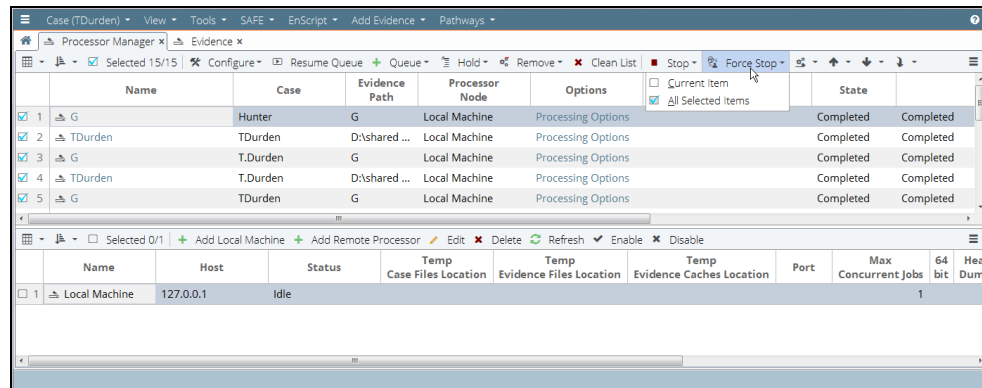 Case (TDurden) View Tools SAFE EnScript Add Evidence Pathways
Processor Manager x Evidence x
Selected 15/15 Configure Resume Queue Queue Hold Remove Clean List Stop Force Stop
Name Case Evidence Path Processor Node Options State
Current Item
All Selected Items
1 G Hunter G Local Machine Processing Options Completed Completed
2 TDurden TDurden D:\shared ... Local Machine Processing Options Completed Completed
3 G T.Durden G Local Machine Processing Options Completed Completed
4 TDurden T.Durden D:\shared ... Local Machine Processing Options Completed Completed
5 G TDurden G Local Machine Processing Options Completed Completed
Selected 0/1 Add Local Machine Add Remote Processor Edit Delete Refresh Enable Disable
Name Host Status Temp Case Files Location Temp Evidence Files Location Temp Evidence Caches Location Port Max Concurrent Jobs 64 bit Hea Dum
1 Local Machine 127.0.0.1 Idle 1